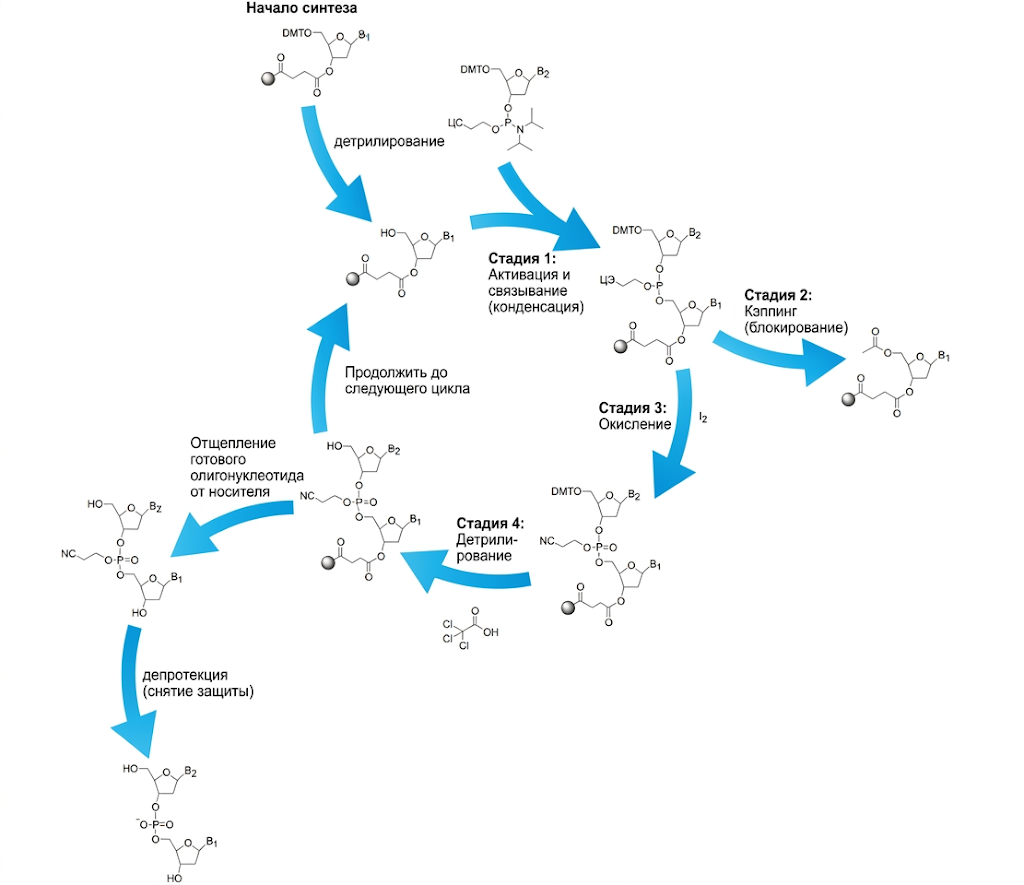 Начало синтеза
DMTO
O
B1
O
O
O
детрилирование
DMTO
O
B2
O
ЦС
O
P
N
HO
O
B1
O
O
O
Стадия 1:
Активация и
связывание
(конденсация)
DMTO
O
B2
O
ЦЭ
O
P
O
O
B1
O
O
O
Стадия 2:
Кэппинг
(блокирование)
O
O
O
B1
O
O
O
Стадия 3:
Окисление
I2
DMTO
O
B2
O
NC
O-P=O
O
O
B1
O
O
O
Стадия 4:
Детрили-
рование
O
Cl
Cl
Cl
OH
Продолжить до
следующего цикла
HO
O
B2
O
NC
O-P=O
O
O
B1
O
O
O
Отщепление
готового
олигонуклеотида
от носителя
HO
O
BZ
O
NC
O-P=O
O
O
B1
HO
депротекция
(снятие защиты)
HO
O
B2
O
-O-P=O
O
O
B1
HO